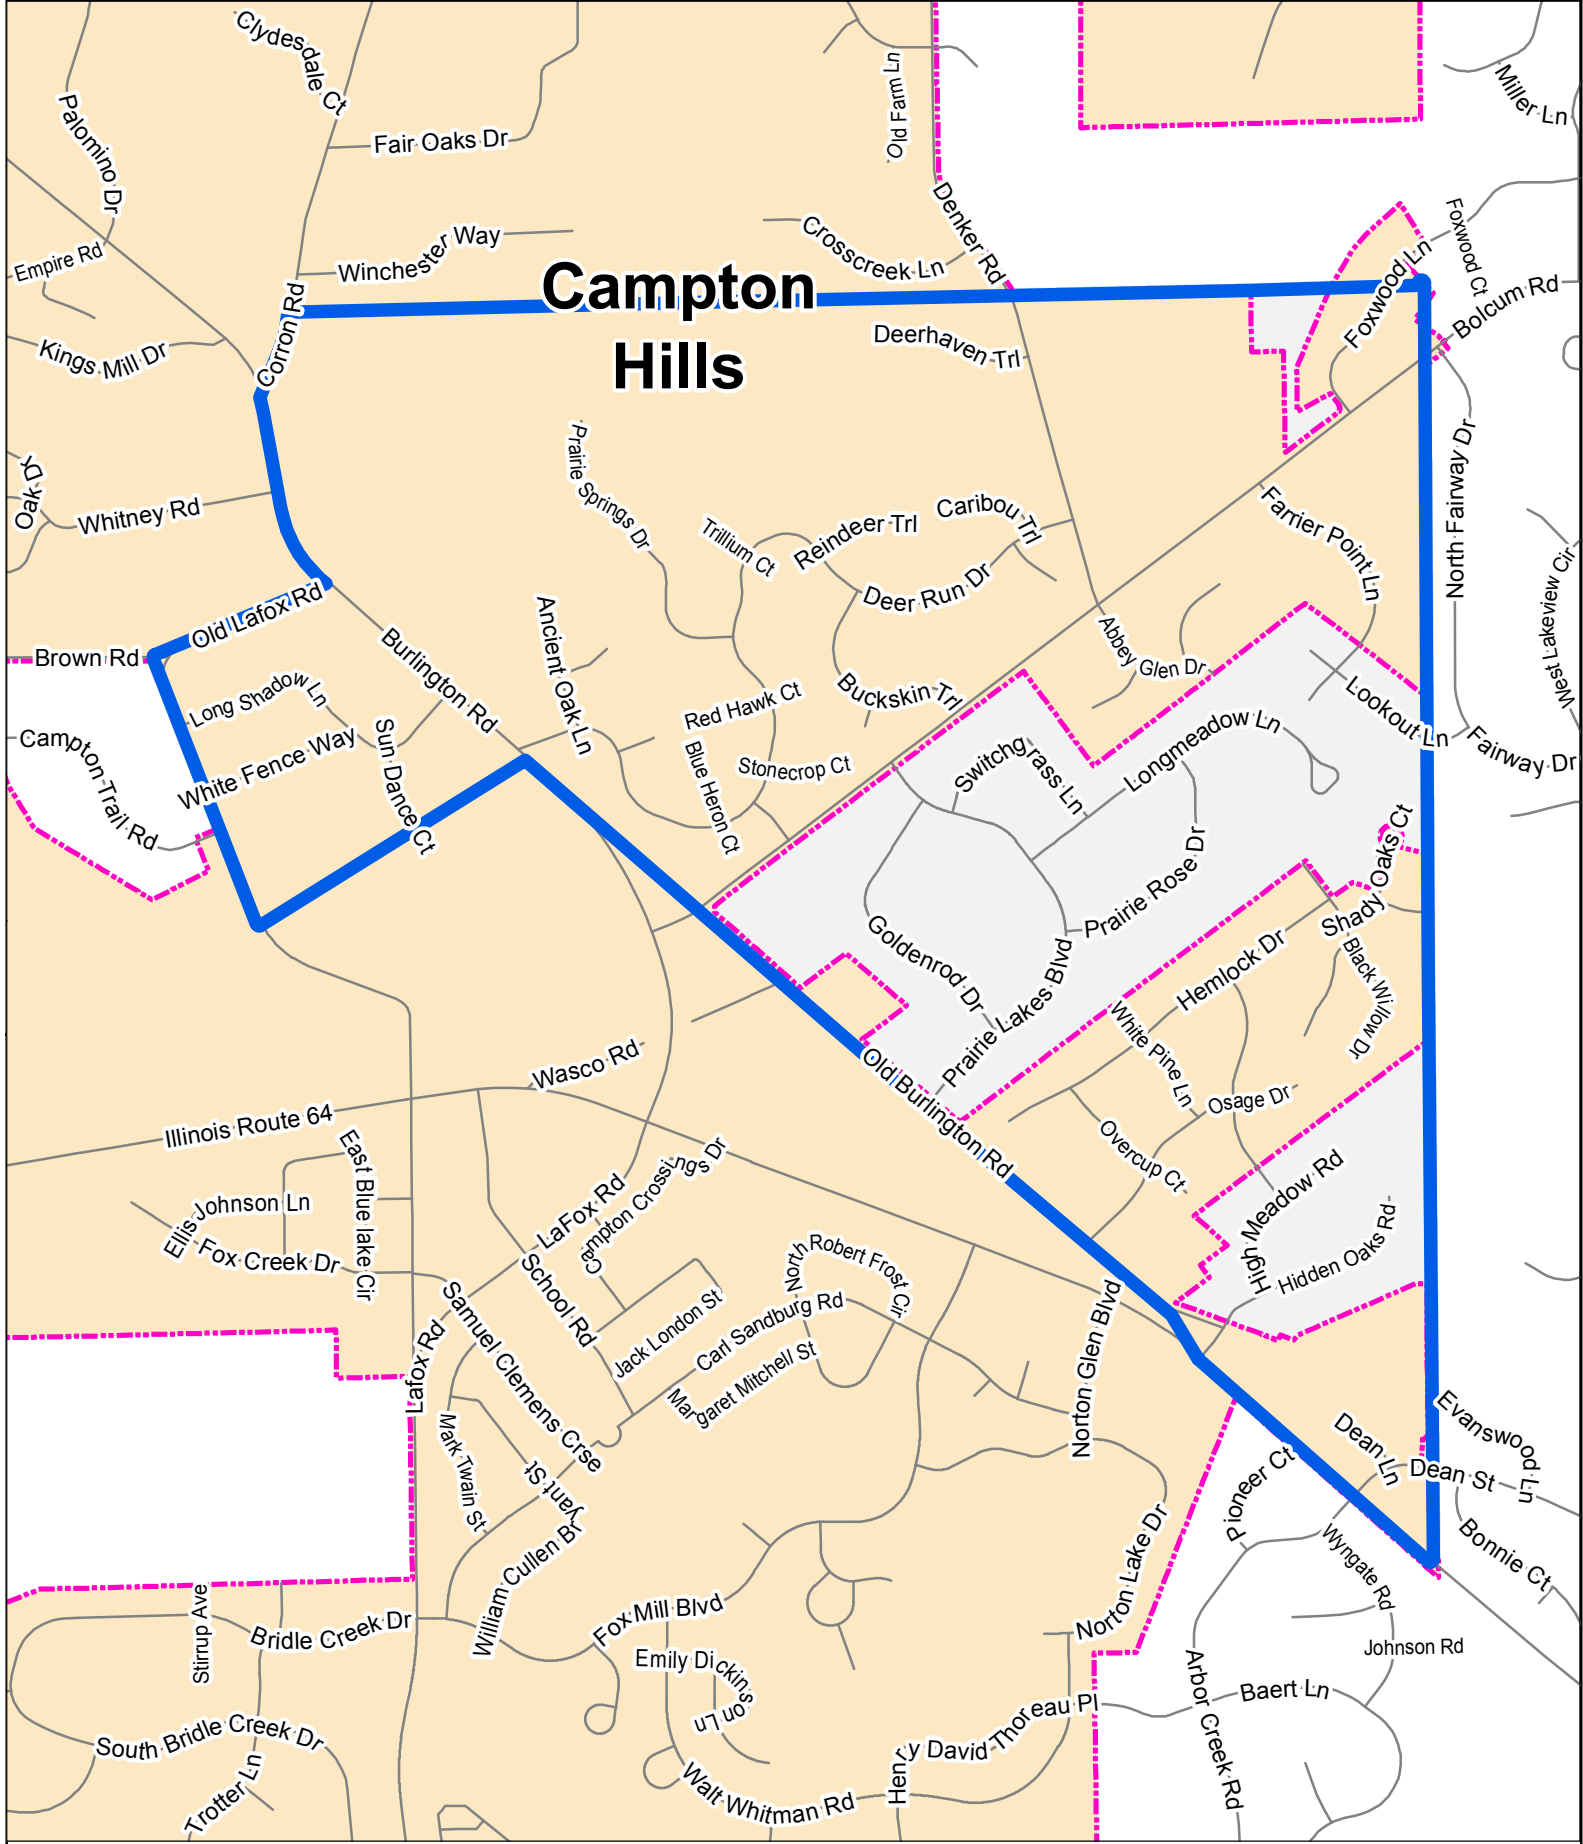 Clydesdale Ct
Palomino Dr
Fair Oaks Dr
Old Farm Ln
Miller Ln
Empire Rd
Winchester Way
Crosscreek Ln
Denker Rd
Foxwood Ln
Foxwood Ct
Bolcum Rd
Campton
Hills
Corron Rd
Kings Mill Dr
Deerhaven Trl
Oak Dr
Whitney Rd
Prairie Springs Dr
Trillium Ct
Reindeer Trl
Caribou Trl
Deer Run Dr
Farrier Point Ln
North Fairway Dr
West Lakeview Cir
Old Lafox Rd
Brown Rd
Burlington Rd
Ancient Oak Ln
Abbey Glen Dr
Long Shadow Ln
Buckskin Trl
Red Hawk Ct
Lookout Ln
Fairway Dr
Campton Trail Rd
White Fence Way
Sun Dance Ct
Blue Heron Ct
Stonecrop Ct
Switchgrass Ln
Longmeadow Ln
Prairie Rose Dr
Shady Oaks Ct
Goldenrod Dr
Prairie Lakes Blvd
Hemlock Dr
Black Willow Dr
White Pine Ln
Osage Dr
Overcup Ct
Old Burlington Rd
Wasco Rd
Illinois Route 64
East Blue lake Cir
Ellis Johnson Ln
Fox Creek Dr
LaFox Rd
Campton Crossings Dr
School Rd
North Robert Frost Cir
High Meadow Rd
Hidden Oaks Rd
Jack London St
Carl Sandburg Rd
Margaret Mitchell St
Samuel Clemens Crse
Lafox Rd
Mark Twain St
William Cullen Bryant St
Norton Glen Blvd
Pioneer Ct
Dean Ln
Dean St
Evanswood Ln
Bonnie Ct
Wyngate Rd
Norton Lake Dr
Stirrup Ave
Bridle Creek Dr
Fox Mill Blvd
Emily Dickinson Ln
Johnson Rd
Arbor Creek Rd
Baert Ln
South Bridle Creek Dr
Trotter Ln
Walt Whitman Rd
Henry David Thoreau Pl